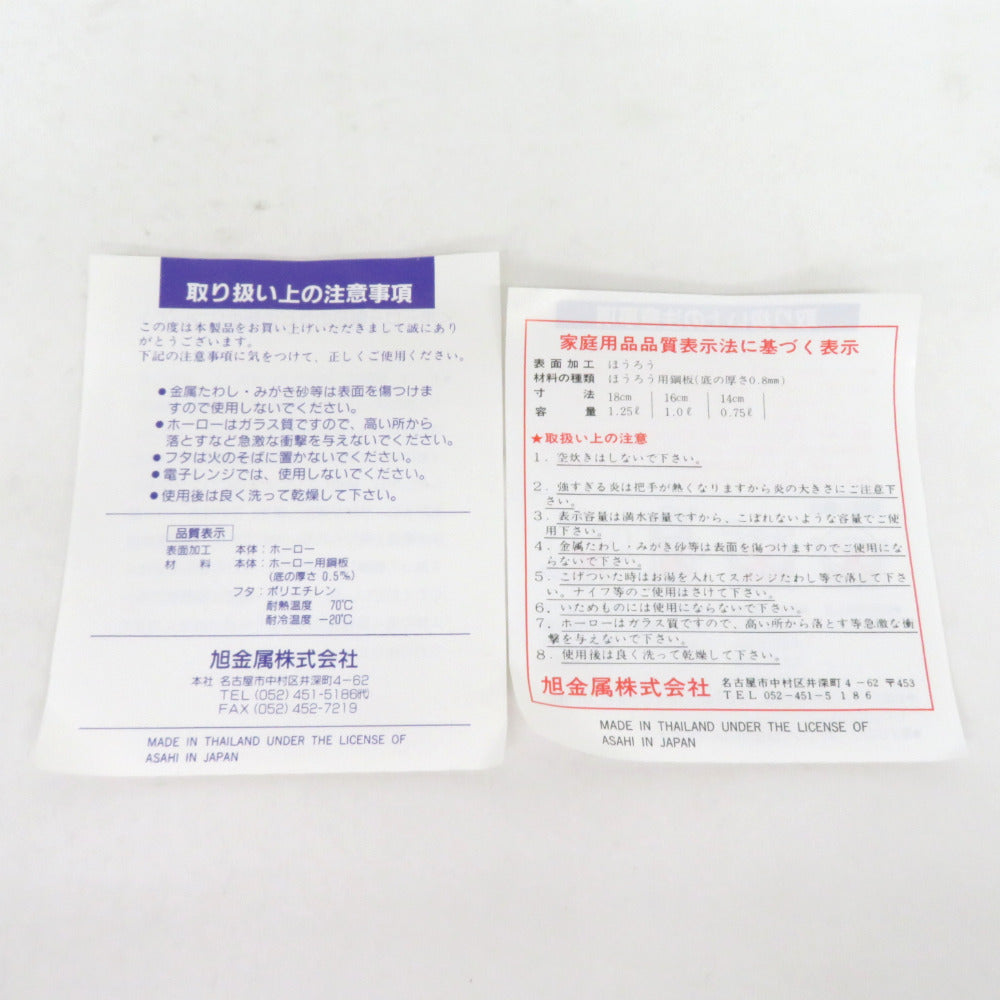 取り扱い上の注意事項
この度は本製品をお買い上げいただきまして誠にあり
がとうございます。
下記の注意事項に気をつけて、正しくご使用ください。
●金属たわし・みがき砂等は表面を傷つけま
すので使用しないでください。
●ホーローはガラス質ですので、高い所から
落とすなど急激な衝撃を与えないでください。
●フタは火のそばに置かないでください。
●電子レンジでは、使用しないでください。
●使用後は良く洗って乾燥して下さい。
品質表示
表面加工 本体：ホーロー
材料 本体：ホーロー用鋼板
(底の厚さ 0.5㎜)
フタ：ポリエチレン
耐熱温度 70℃
耐冷温度 −20℃
旭金属株式会社
本社 名古屋市中村区井深町4−62
TEL (052) 451-5186㈹
FAX (052) 452-7219
MADE IN THAILAND UNDER THE LICENSE OF
ASAHI IN JAPAN
家庭用品品質表示法に基づく表示
表面加工 ほうろう
材料の種類 ほうろう用鋼板(底の厚さ0.8mm)
寸法 18cm 16cm 14cm
容量 1.25ℓ 1.0ℓ 0.75ℓ
★取扱い上の注意
1．空炊きはしないで下さい。
2．強すぎる炎は把手が熱くなりますから炎の大きさにご注意下
さい。
3．表示容量は満水容量ですから、こぼれないような容量でご使
用下さい。
4．金属たわし・みがき砂等は表面を傷つけますのでご使用にな
らないで下さい。
5．こげついた時はお湯を入れてスポンジたわし等で落して下さ
い。ナイフ等のご使用はさけて下さい。
6．いためものには使用にならないで下さい。
7．ホーローはガラス質ですので、高い所から落とす等急激な衝
撃を与えないで下さい。
8．使用後は良く洗って乾燥して下さい。
旭金属株式会社 名古屋市中村区井深町4−62 〒453
TEL 052-451-5186
MADE IN THAILAND UNDER THE LICENSE OF
ASAHI IN JAPAN